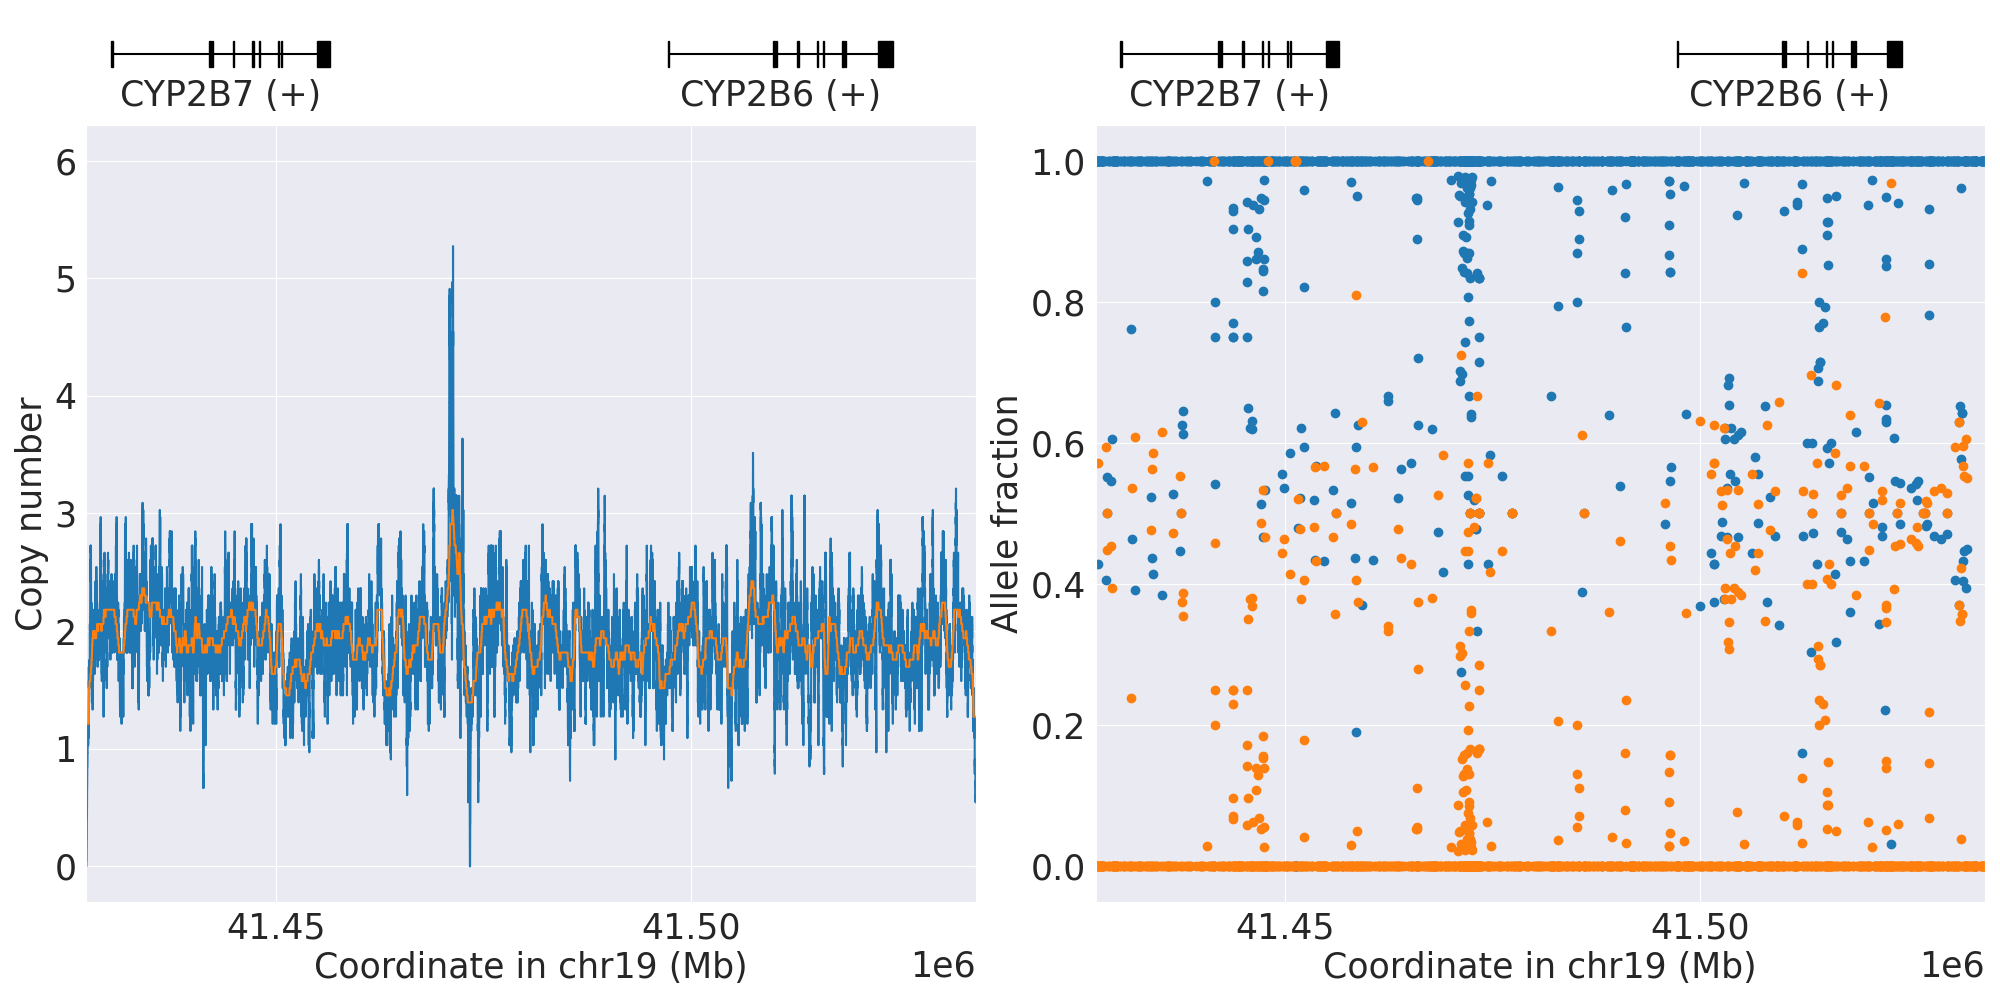 CYP2B7 (+)
CYP2B6 (+)
6
5
4
3
2
1
0
Copy number
41.45
41.50
Coordinate in chr19 (Mb)
1e6
CYP2B7 (+)
CYP2B6 (+)
1.0
0.8
0.6
0.4
0.2
0.0
Allele fraction
41.45
41.50
Coordinate in chr19 (Mb)
1e6